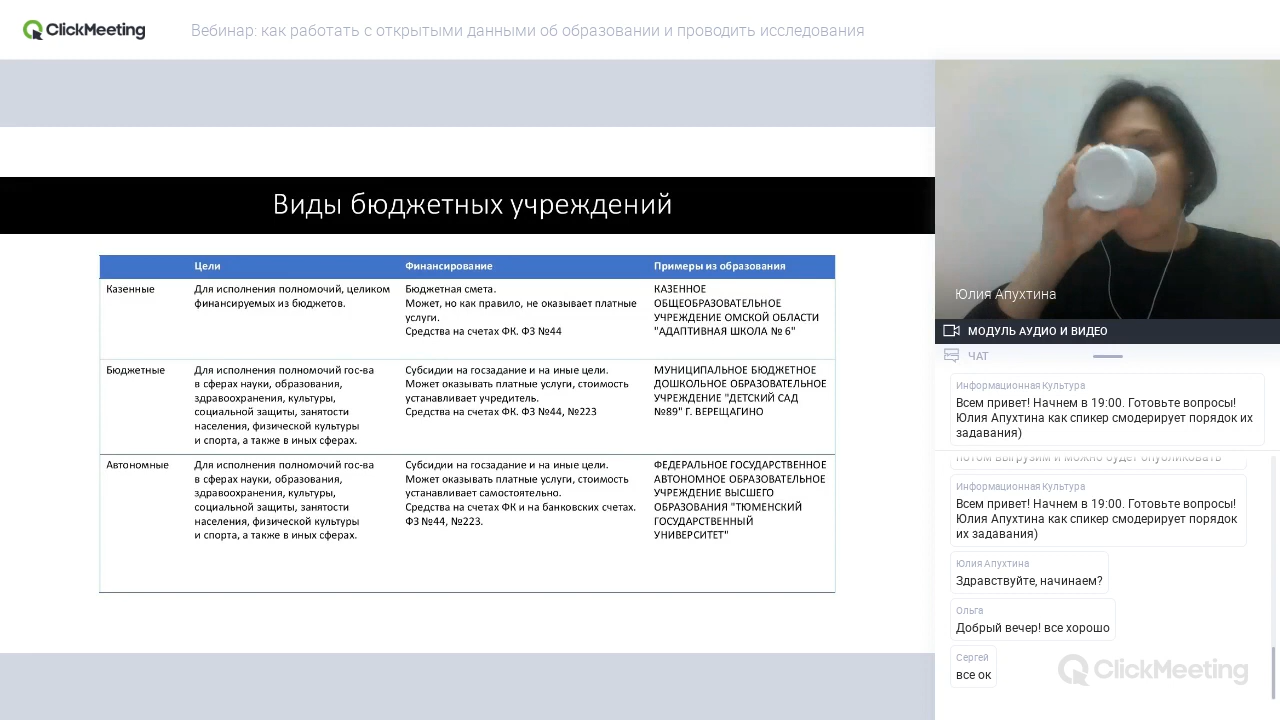 ClickMeeting
Вебинар: как работать с открытыми данными об образовании и проводить исследования
Виды бюджетных учреждений
Цели
Финансирование
Примеры из образования
Казенные
Для исполнения полномочий, целиком
финансируемых из бюджетов.
Бюджетная смета.
Может, но как правило, не оказывает платные
услуги.
Средства на счетах ФК. ФЗ №44
КАЗЕННОЕ
ОБЩЕОБРАЗОВАТЕЛЬНОЕ
УЧРЕЖДЕНИЕ ОМСКОЙ ОБЛАСТИ
"АДАПТИВНАЯ ШКОЛА № 6"
Бюджетные
Для исполнения полномочий гос-ва
в сферах науки, образования,
здравоохранения, культуры,
социальной защиты, занятости
населения, физической культуры
и спорта, а также в иных сферах.
Субсидии на госзадание и на иные цели.
Может оказывать платные услуги, стоимость
устанавливает учредитель.
Средства на счетах ФК. ФЗ №44, №223
МУНИЦИПАЛЬНОЕ БЮДЖЕТНОЕ
ДОШКОЛЬНОЕ ОБРАЗОВАТЕЛЬНОЕ
УЧРЕЖДЕНИЕ "ДЕТСКИЙ САД
№89" Г. ВЕРЕЩАГИНО
Автономные
Для исполнения полномочий гос-ва
в сферах науки, образования,
здравоохранения, культуры,
социальной защиты, занятости
населения, физической культуры
и спорта, а также в иных сферах.
Субсидии на госзадание и на иные цели.
Может оказывать платные услуги, стоимость
устанавливает самостоятельно.
Средства на счетах ФК и на банковских счетах.
ФЗ №44, №223.
ФЕДЕРАЛЬНОЕ ГОСУДАРСТВЕННОЕ
АВТОНОМНОЕ ОБРАЗОВАТЕЛЬНОЕ
УЧРЕЖДЕНИЕ ВЫСШЕГО
ОБРАЗОВАНИЯ "ТЮМЕНСКИЙ
ГОСУДАРСТВЕННЫЙ
УНИВЕРСИТЕТ"
Юлия Апухтина
МОДУЛЬ АУДИО И ВИДЕО
ЧАТ
Информационная Культура
Всем привет! Начнем в 19:00. Готовьте вопросы!
Юлия Апухтина как спикер смодерирует порядок их
задавания)
потом выгрузим и можно будет опубликовать
Информационная Культура
Всем привет! Начнем в 19:00. Готовьте вопросы!
Юлия Апухтина как спикер смодерирует порядок
их задавания)
Юлия Апухтина
Здравствуйте, начинаем?
Ольга
Добрый вечер! все хорошо
Сергей
все ок
ClickMeeting